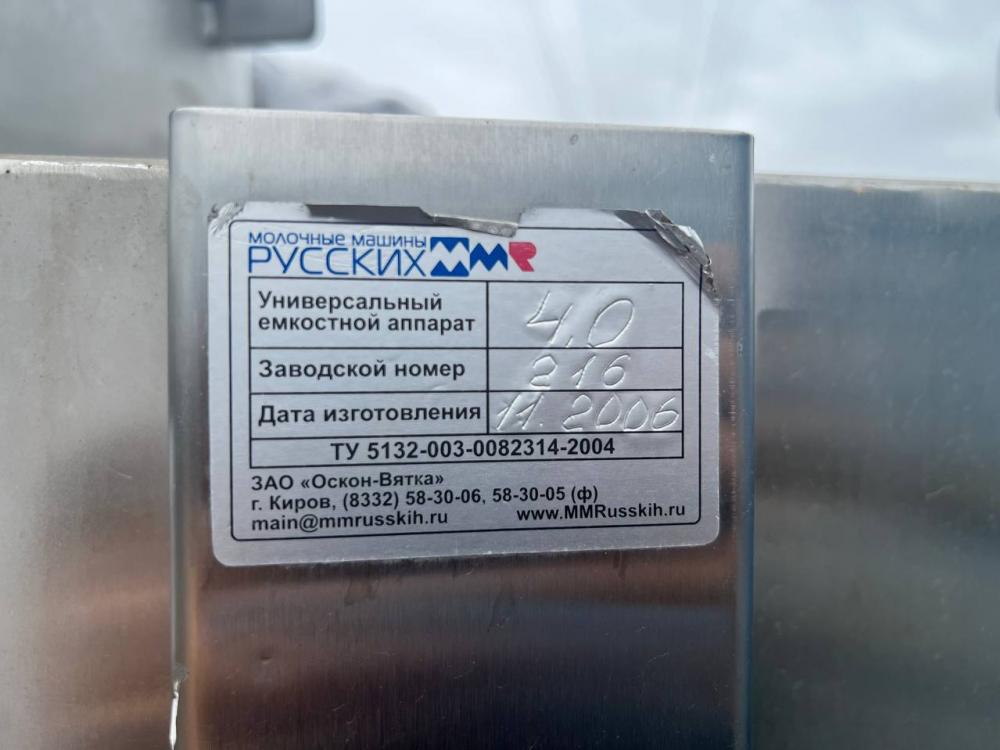 МОЛОЧНЫЕ МАШИНЫ
РУССКИХ ММР
Универсальный емкостной аппарат 4,0
Заводской номер 216
Дата изготовления 11.2006
ТУ 5132-003-0082314-2004
ЗАО «Оскон-Вятка»
г. Киров, (8332) 58-30-06, 58-30-05 (ф)
main@mmrusskih.ru www.MMRusskih.ru